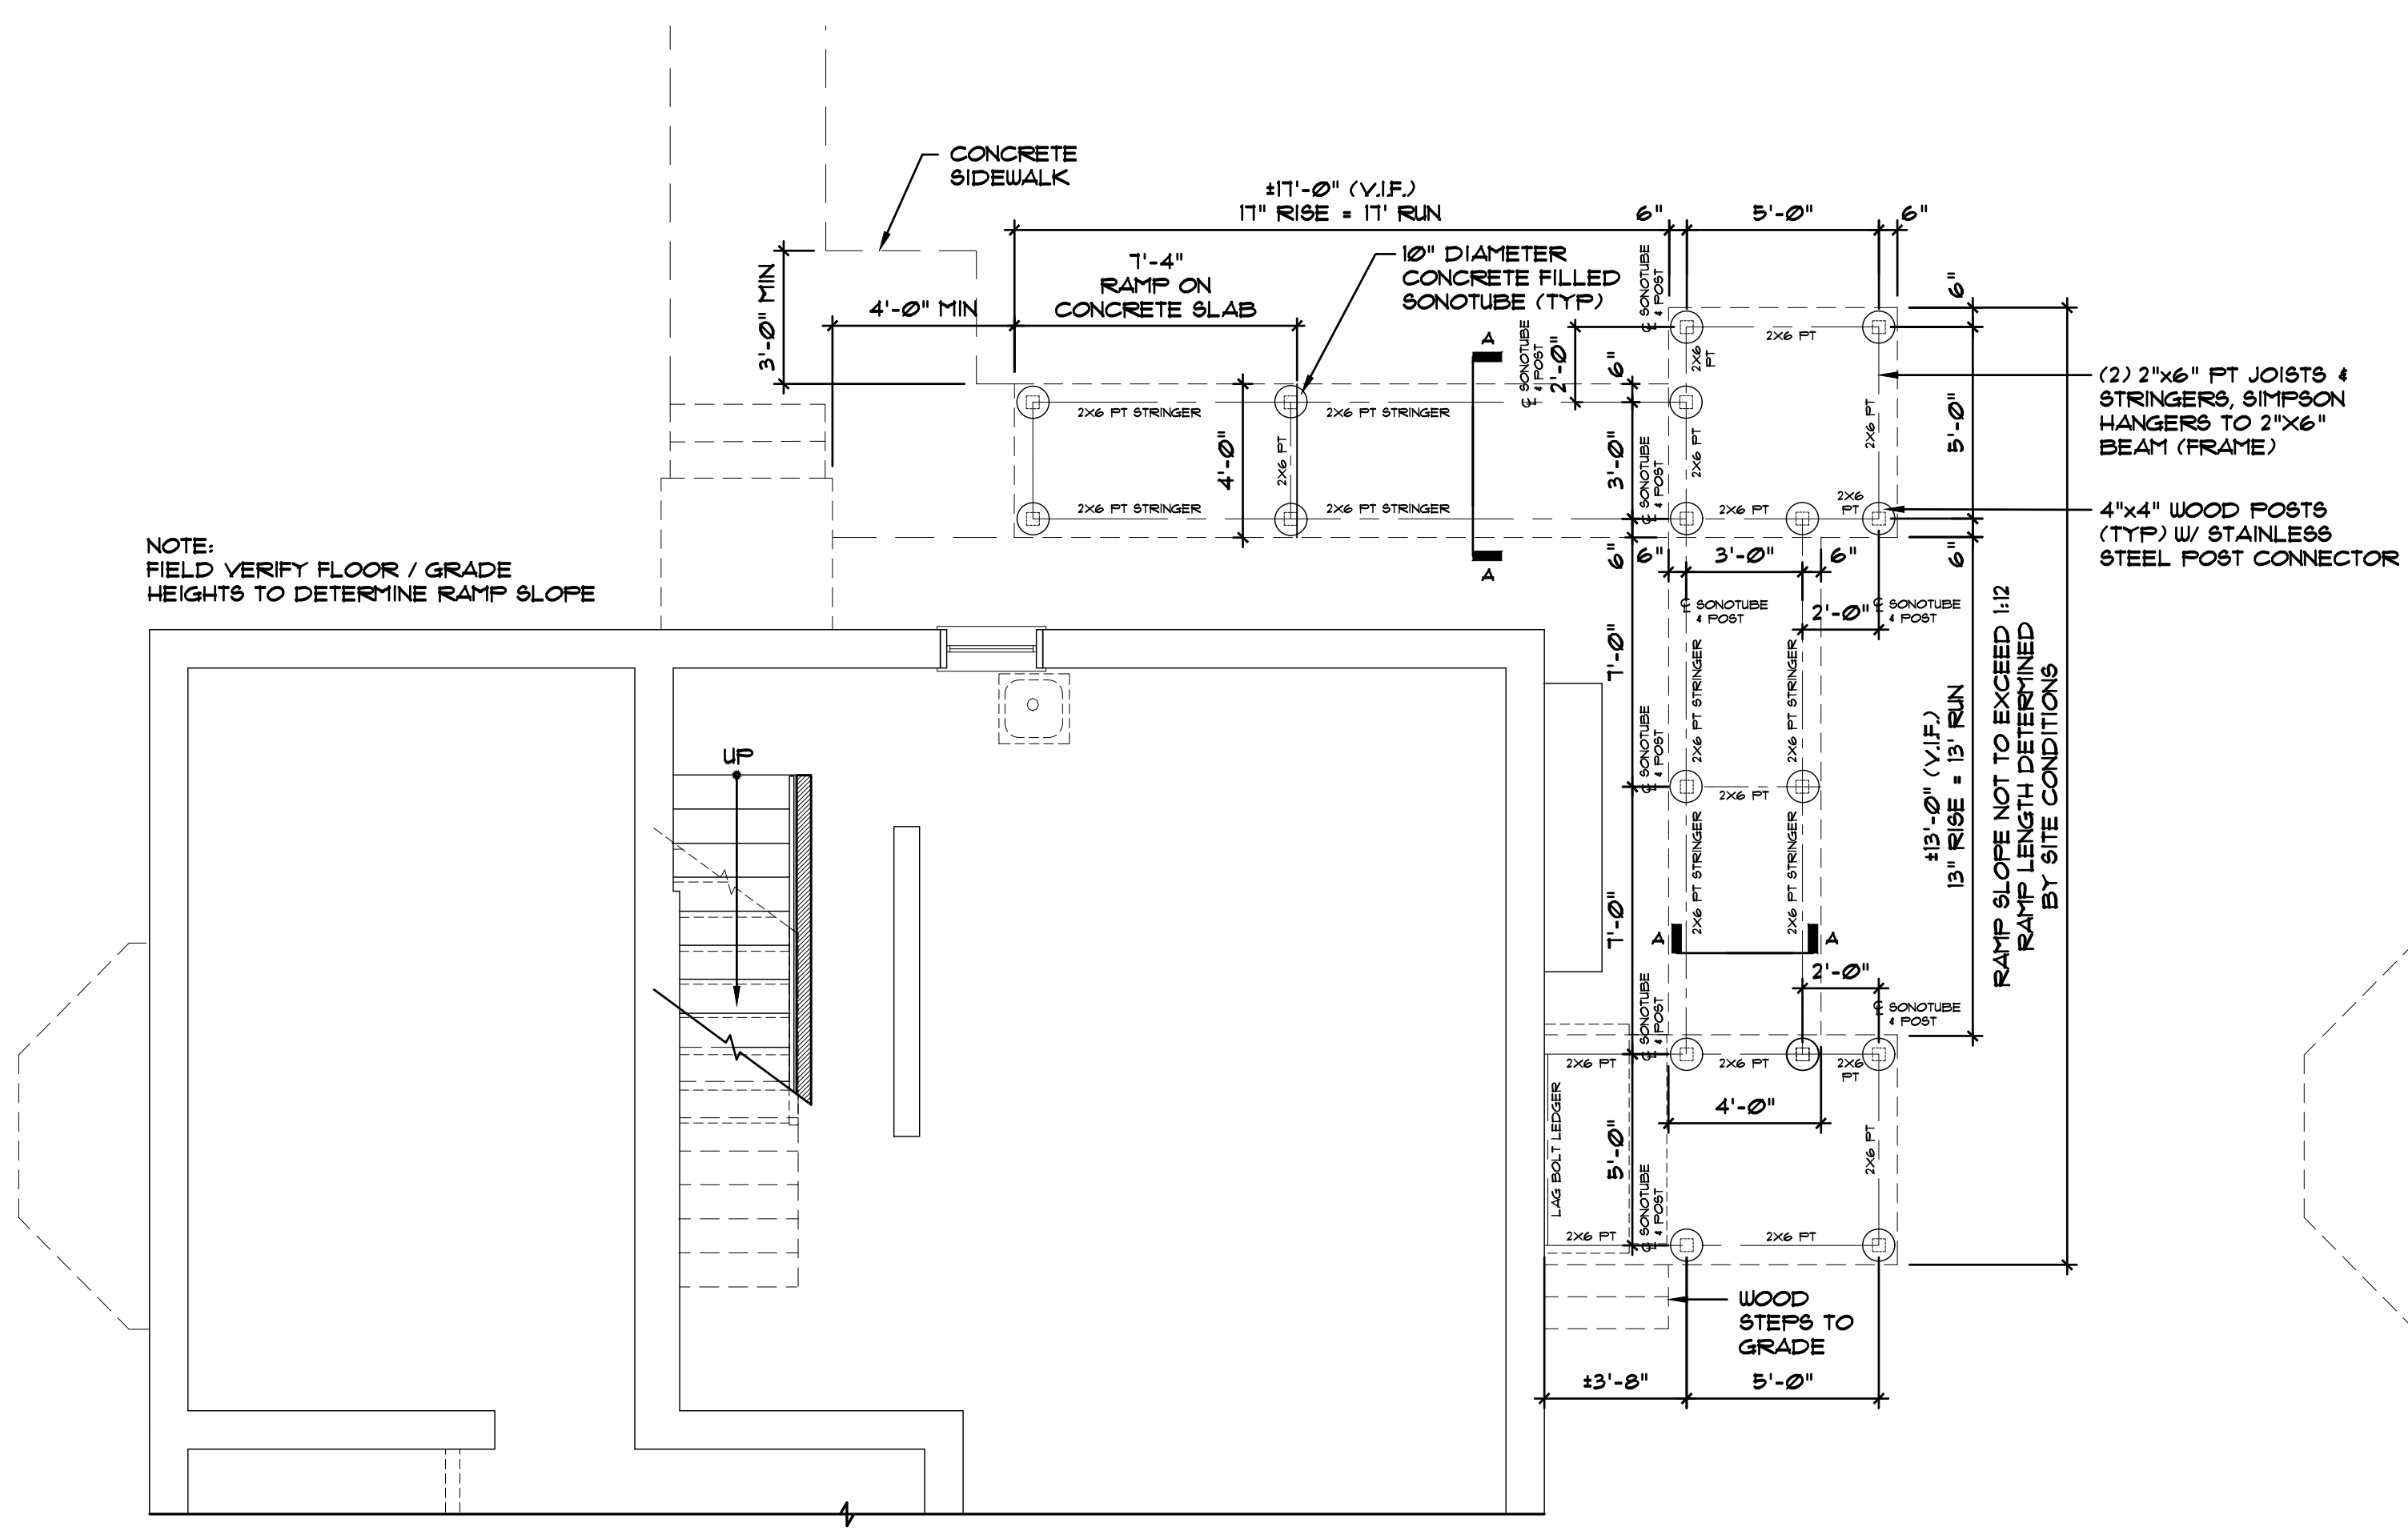 CONCRETE
SIDEWALK
±17'-0" (V.I.F.)
17" RISE = 17' RUN
6"
5'-0"
6"
7'-4"
RAMP ON
CONCRETE SLAB
4'-0" MIN
3'-0" MIN
10" DIAMETER
CONCRETE FILLED
SONOTUBE (TYP)
℄ SONOTUBE
& POST
℄ SONOTUBE
& POST
2'-0"
6"
3'-0"
6"
A
A
4'-0"
2X6 PT STRINGER
2X6 PT STRINGER
2X6 PT
2X6 PT STRINGER
2X6 PT STRINGER
2X6 PT
2X6
PT
2X6 PT
2X6 PT
2X6 PT
2X6
PT
℄ SONOTUBE
& POST
6"
5'-0"
6"
(2) 2"x6" PT JOISTS &
STRINGERS, SIMPSON
HANGERS TO 2"X6"
BEAM (FRAME)
4"x4" WOOD POSTS
(TYP) W/ STAINLESS
STEEL POST CONNECTOR
NOTE:
FIELD VERIFY FLOOR / GRADE
HEIGHTS TO DETERMINE RAMP SLOPE
6"
3'-0"
6"
℄ SONOTUBE
& POST
2'-0"
℄ SONOTUBE
& POST
7'-0"
2X6 PT STRINGER
2X6 PT STRINGER
℄ SONOTUBE
& POST
2X6 PT
±13'-0" (V.I.F.)
13" RISE = 13' RUN
RAMP SLOPE NOT TO EXCEED 1:12
RAMP LENGTH DETERMINED
BY SITE CONDITIONS
UP
7'-0"
2X6 PT STRINGER
2X6 PT STRINGER
A
A
2'-0"
℄ SONOTUBE
& POST
℄ SONOTUBE
& POST
2X6 PT
2X6 PT
2X6
PT
4'-0"
LAG BOLT LEDGER
5'-0"
2X6 PT
℄ SONOTUBE
& POST
2X6 PT
2X6 PT
WOOD
STEPS TO
GRADE
±3'-8"
5'-0"